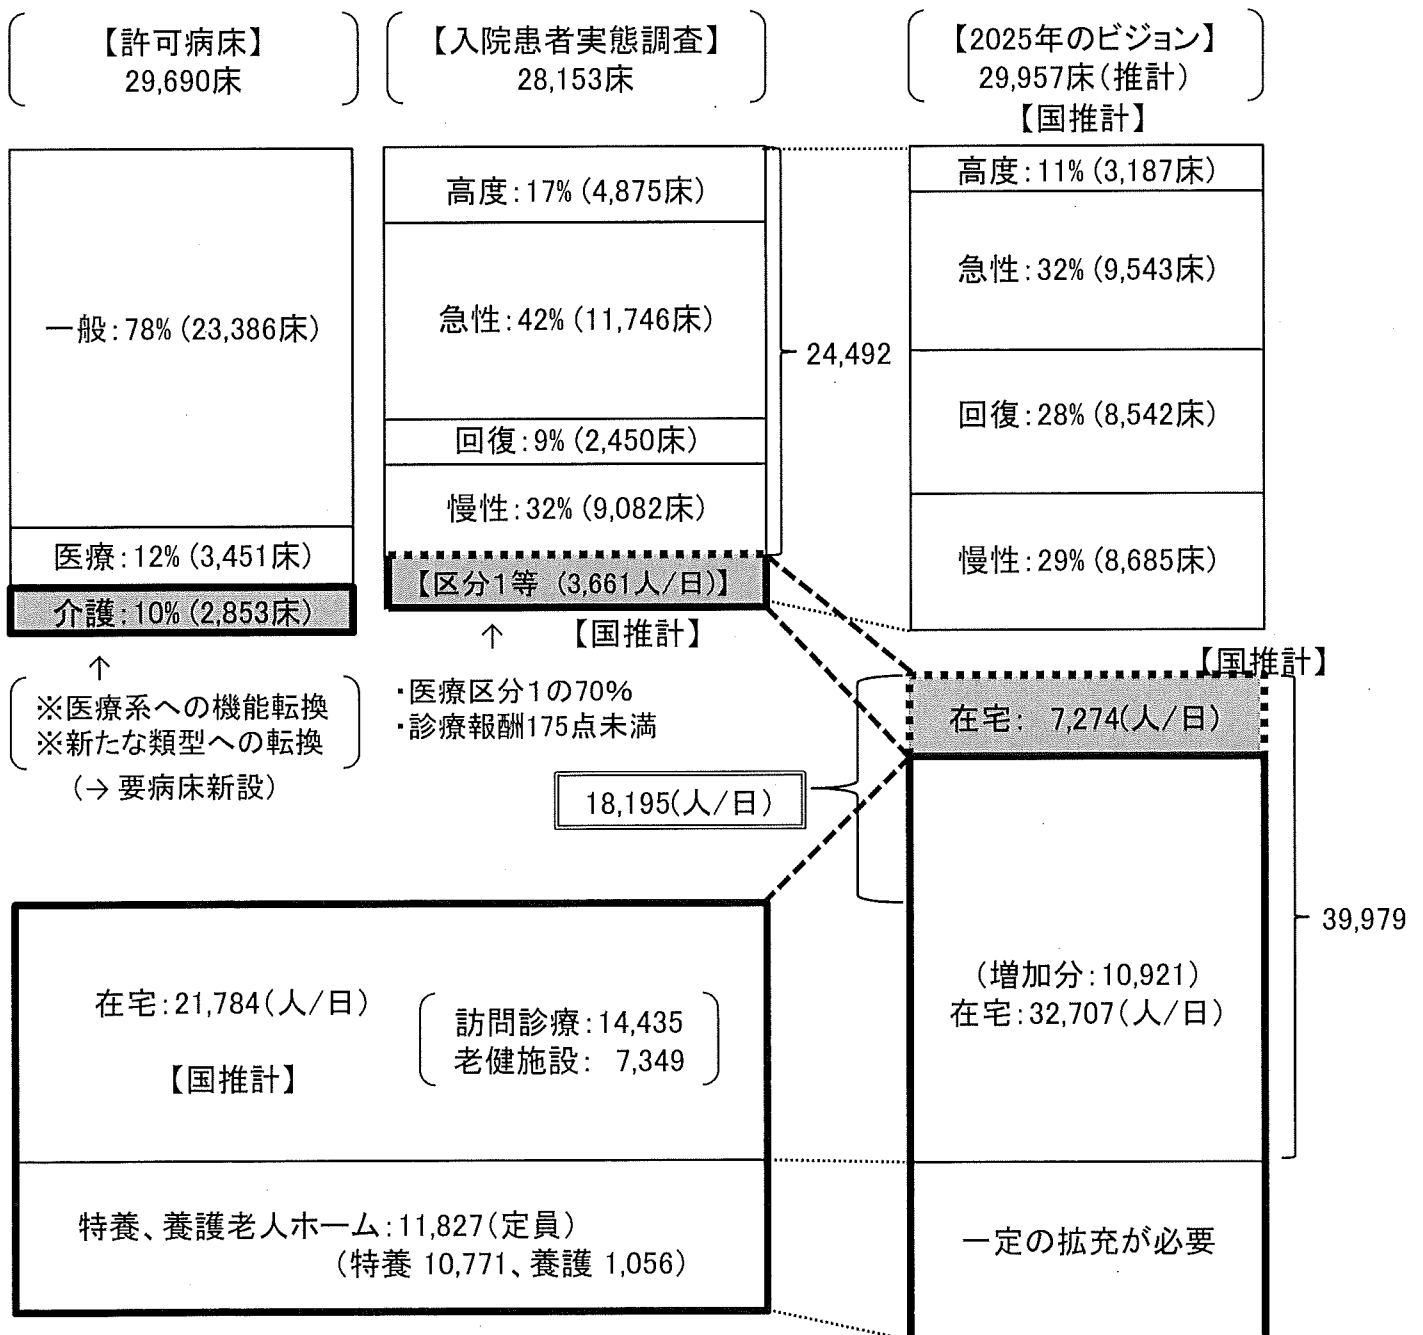 【許可病床】
29,690床
【入院患者実態調査】
28,153床
【2025年のビジョン】
29,957床(推計)
【国推計】
一般:78% (23,386床)
医療:12% (3,451床)
介護:10% (2,853床)
↑
※医療系への機能転換
※新たな類型への転換
(→ 要病床新設)
高度:17% (4,875床)
急性:42% (11,746床)
回復:9% (2,450床)
慢性:32% (9,082床)
【区分1等 (3,661人/日)】
24,492
↑
【国推計】
・医療区分1の70%
・診療報酬175点未満
高度:11% (3,187床)
急性:32% (9,543床)
回復:28% (8,542床)
慢性:29% (8,685床)
【国推計】
在宅: 7,274(人/日)
18,195(人/日)
(増加分:10,921)
在宅:32,707(人/日)
39,979
在宅:21,784(人/日)
訪問診療:14,435
老健施設: 7,349
【国推計】
特養、養護老人ホーム:11,827(定員)
(特養 10,771、養護 1,056)
一定の拡充が必要